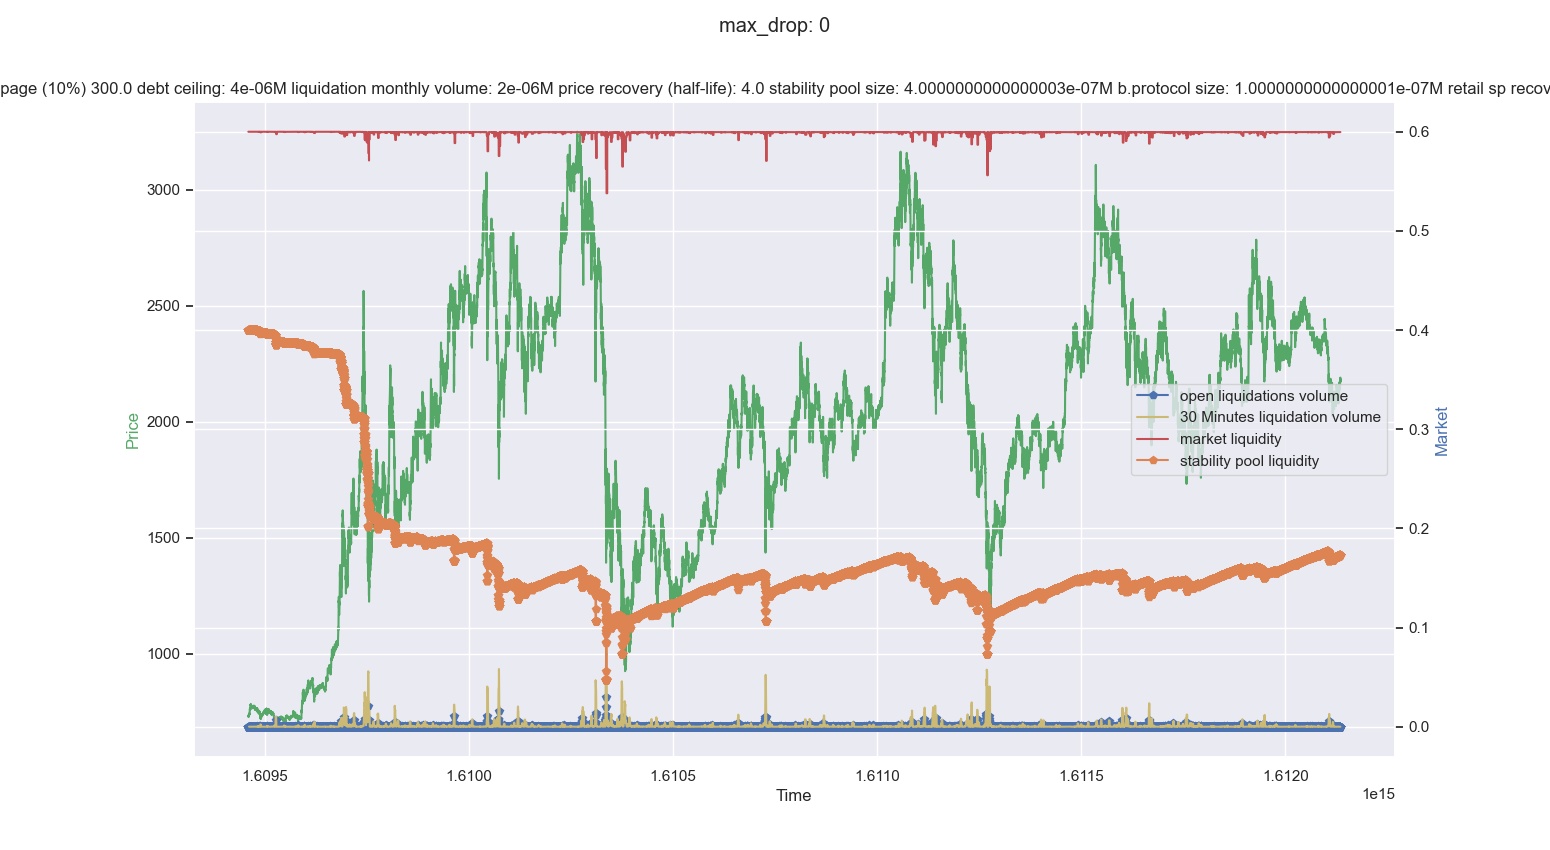 max_drop: 0
page (10%) 300.0 debt ceiling: 4e-06M liquidation monthly volume: 2e-06M price recovery (half-life): 4.0 stability pool size: 4.0000000000000003e-07M b.protocol size: 1.0000000000000001e-07M retail sp recov
3000
2500
2000
1500
1000
Price
0.6
0.5
0.4
0.3
0.2
0.1
0.0
Market
open liquidations volume
30 Minutes liquidation volume
market liquidity
stability pool liquidity
1.6095 1.6100 1.6105 1.6110 1.6115 1.6120
Time
1e15